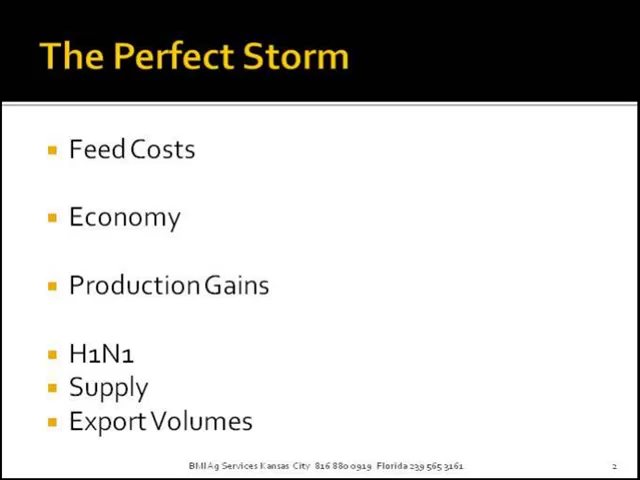 The Perfect Storm
Feed Costs
Economy
Production Gains
H1N1
Supply
Export Volumes
BMI Ag Services Kansas City 816 880 0919 Florida 239 565 3161
2